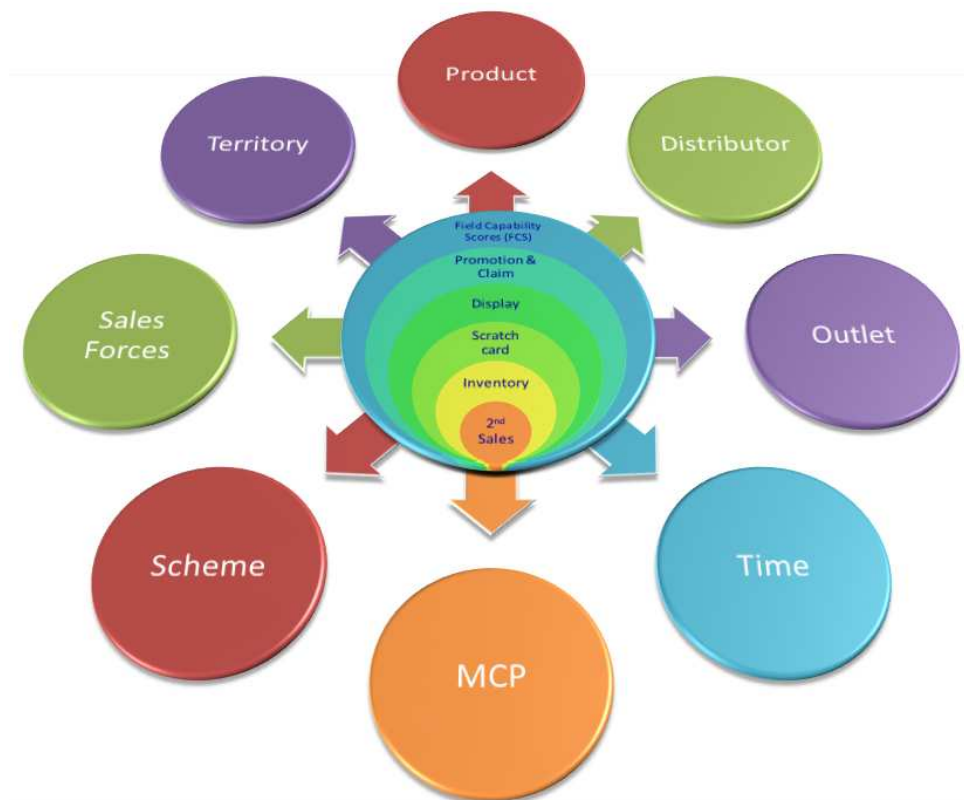 Product
Territory
Distributor
Field Capability
Scores (FCS)
Promotion &
Claim
Display
Scratch
card
Inventory
2nd
Sales
Sales
Forces
Outlet
Scheme
Time
MCP